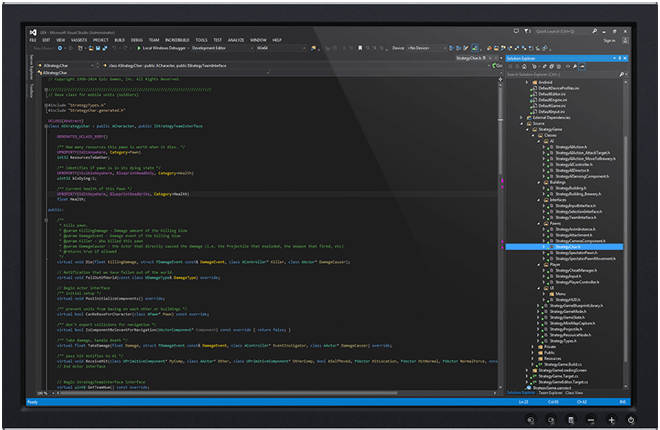 UE4 - Microsoft Visual Studio (Administrator)
Quick Launch (Ctrl+Q)
FILE EDIT VIEW VASSISTX PROJECT BUILD DEBUG TEAM INCREDIBUILD TOOLS TEST ANALYZE WINDOW HELP
Sign in
Local Windows Debugger Development Editor Win64 Device: <No Device>
Server Explorer
Toolbox
StrategyChar.h
AStrategyChar
class AStrategyChar : public ACharacter, public IStrategyTeamInterface
Go
AStrategyChar
// Copyright 1998-2014 Epic Games, Inc. All Rights Reserved.
// Base class for mobile units (soldiers)
#include "StrategyTypes.h"
#include "StrategyChar.generated.h"
UCLASS(Abstract)
class AStrategyChar : public ACharacter, public IStrategyTeamInterface
GENERATED_UCLASS_BODY()
/** How many resources this pawn is worth when it dies. */
UPROPERTY(EditAnywhere, Category=Pawn)
int32 ResourcesToGather;
/** Identifies if pawn is in its dying state */
UPROPERTY(VisibleAnywhere, BlueprintReadOnly, Category=Health)
uint32 bIsDying:1;
/** Current health of this Pawn */
UPROPERTY(EditAnywhere, BlueprintReadWrite, Category=Health)
float Health;
public:
/**
* Kills pawn.
* @param KillingDamage - Damage amount of the killing blow
* @param DamageEvent - Damage event of the killing blow
* @param Killer - Who killed this pawn
* @param DamageCauser - the Actor that directly caused the damage (i.e. the Projectile that exploded, the Weapon that fired, etc)
* @returns true if allowed
*/
virtual bool Die(float KillingDamage, struct FDamageEvent const& DamageEvent, class AController* Killer, class AActor* DamageCauser);
// Notification that we have fallen out of the world.
virtual void FellOutOfWorld(const class UDamageType& DamageType) override;
// Begin Actor interface
/** initial setup */
virtual void PostInitializeComponents() override;
/** prevent units from basing on each other or buildings */
virtual bool CanBeBaseForCharacter(class APawn* Pawn) const override;
/** don't export collisions for navigation */
virtual bool IsComponentRelevantForNavigation(UActorComponent* Component) const override { return false; }
/** Take damage, handle death */
virtual float TakeDamage(float Damage, struct FDamageEvent const& DamageEvent, class AController* EventInstigator, class AActor* DamageCauser) override;
/** pass hit notifies to AI */
virtual void ReceiveHit(class UPrimitiveComponent* MyComp, class AActor* Other, class UPrimitiveComponent* OtherComp, bool bSelfMoved, FVector HitLocation, FVector HitNormal, FVector NormalForce, const
// End Actor interface
// Begin StrategyTeamInterface interface
virtual uint8 GetTeamNum() const override;
100 %
Solution Explorer
Search Solution Explorer (Ctrl+;)
Android
DefaultDeviceProfiles.ini
DefaultEditor.ini
DefaultEngine.ini
DefaultGame.ini
DefaultInput.ini
External Dependencies
Source
StrategyGame
Classes
AI
StrategyAIAction.h
StrategyAIAction_AttackTarget.h
StrategyAIAction_MoveToBrewery.h
StrategyAIController.h
StrategyAIDirector.h
StrategyAISensingComponent.h
Buildings
StrategyBuilding.h
StrategyBuilding_Brewery.h
Interfaces
StrategyInputInterface.h
StrategySelectionInterface.h
StrategyTeamInterface.h
Pawns
StrategyAnimInstance.h
StrategyAttachment.h
StrategyCameraComponent.h
StrategyChar.h
StrategySpectatorPawn.h
StrategySpectatorPawnMovement.h
Player
StrategyCheatManager.h
StrategyInput.h
StrategyPlayerController.h
UI
Menu
StrategyHUD.h
StrategyGameBlueprintLibrary.h
StrategyGameMode.h
StrategyGameState.h
StrategyMiniMapCapture.h
StrategyProjectile.h
StrategyResourceNode.h
StrategyTypes.h
Private
Public
Resources
StrategyGame.Build.cs
StrategyGameLoadingScreen
StrategyGame.Target.cs
StrategyGameEditor.Target.cs
StrategyGame.uproject
Solution Explorer Team Explorer Class View
Ready
Ln 23 Col 65 Ch 62 INS